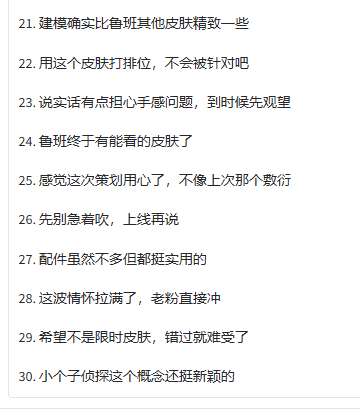 21. 建模确实比鲁班其他皮肤精致一些
22. 用这个皮肤打排位，不会被针对吧
23. 说实话有点担心手感问题，到时候先观望
24. 鲁班终于有能看的皮肤了
25. 感觉这次策划用心了，不像上次那个敷衍
26. 先别急着吹，上线再说
27. 配件虽然不多但都挺实用的
28. 这波情怀拉满了，老粉直接冲
29. 希望不是限时皮肤，错过就难受了
30. 小个子侦探这个概念还挺新颖的